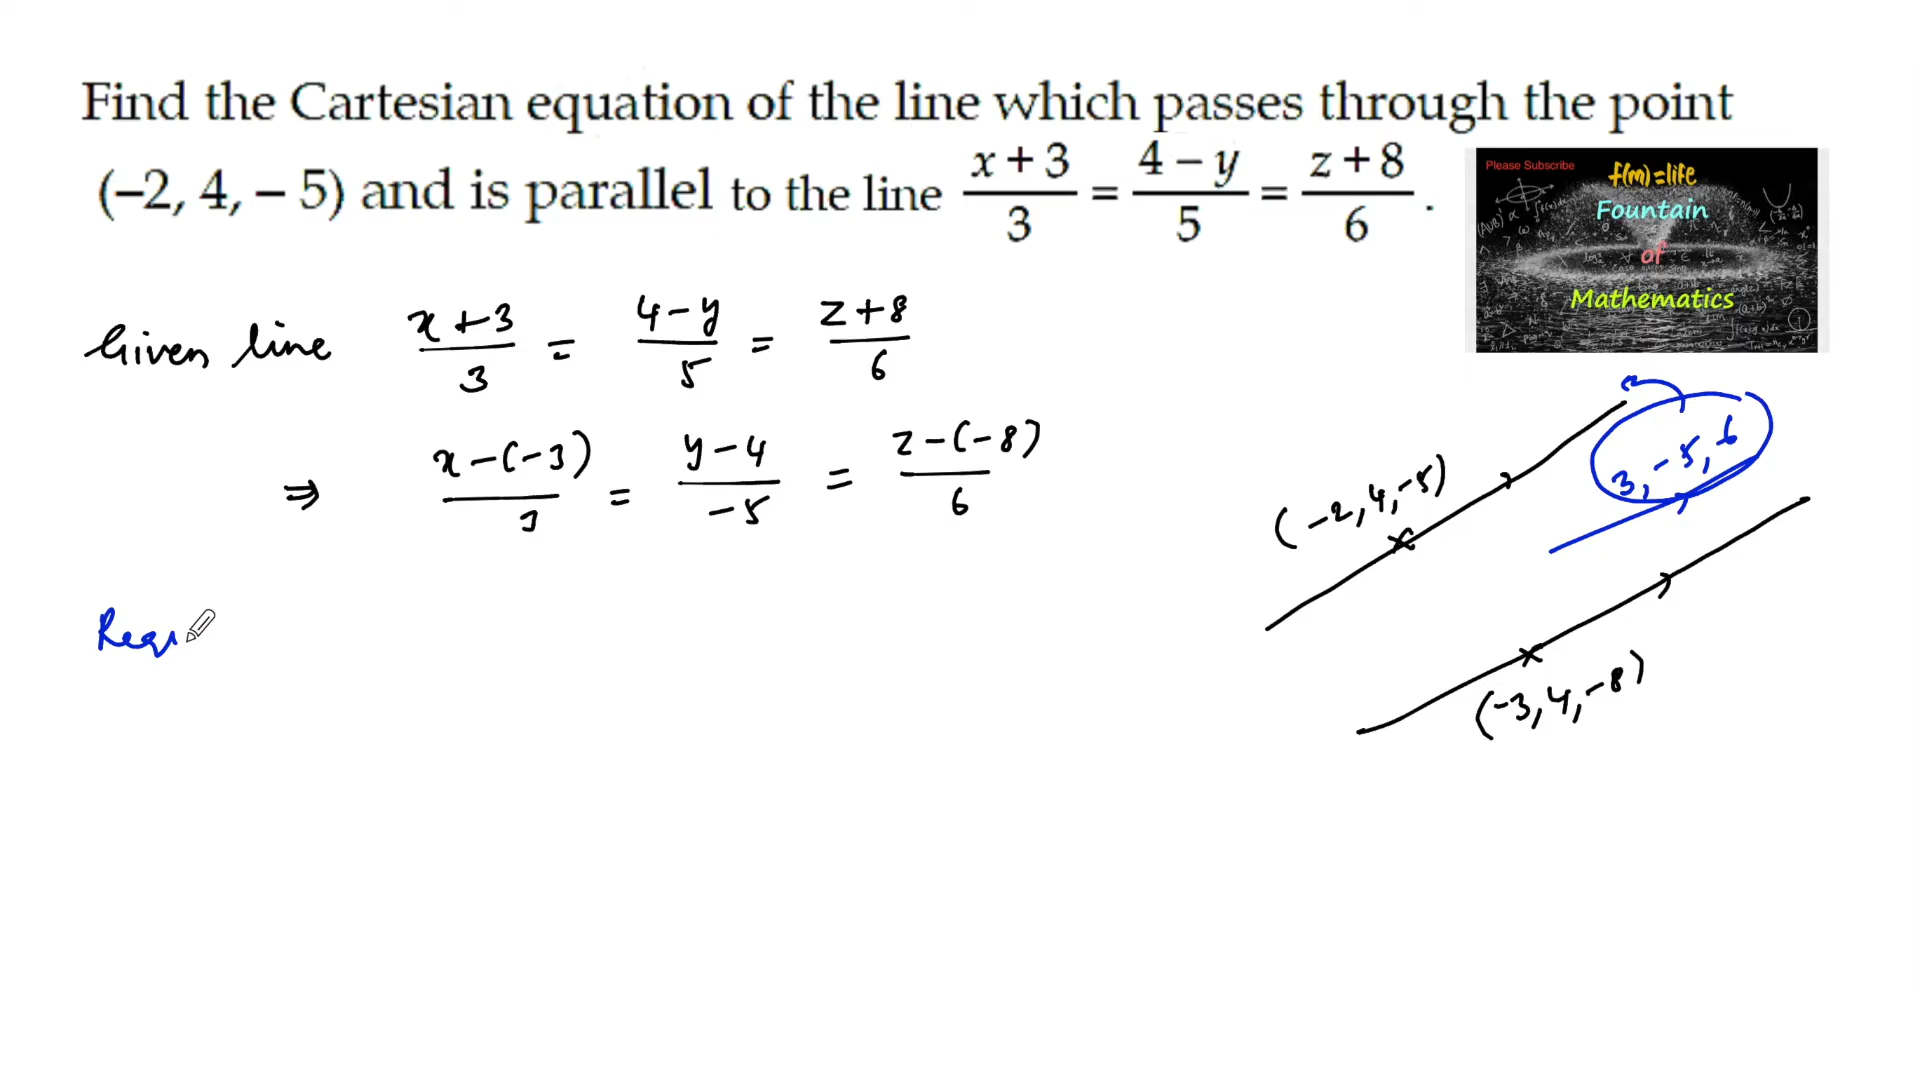 Find the Cartesian equation of the line which passes through the point
(–2, 4, – 5) and is parallel to the line x + 3 / 3 = 4 – y / 5 = z + 8 / 6 .
Please Subscribe
f(m)=life
Fountain
of
Mathematics
Given line x+3 / 3 = 4-y / 5 = z+8 / 6
⇒ x-(-3) / 3 = y-4 / -5 = z-(-8) / 6
3, -5, 6
(-2, 4, -5)
(-3, 4, -8)
Requ